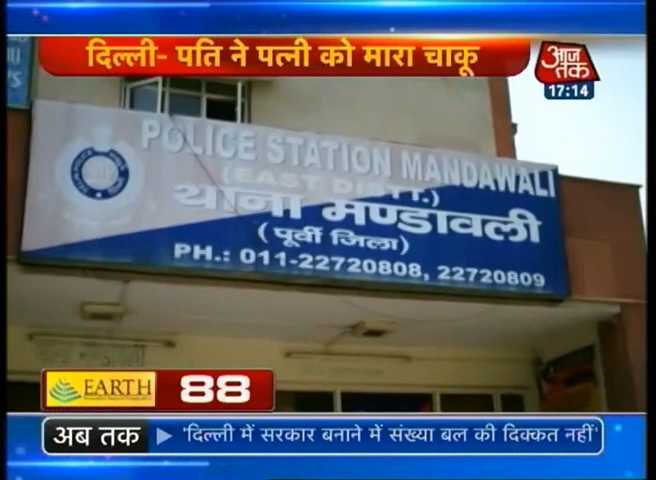 दिल्ली- पति ने पत्नी को मारा चाकू
आज तक
17:14
POLICE STATION MANDAWALI
(EAST DISTT.)
थाना मण्डावली
(पूर्वी जिला)
PH.: 011-22720808, 22720809
EARTH
88
अब तक
'दिल्ली में सरकार बनाने में संख्या बल की दिक्कत नहीं'